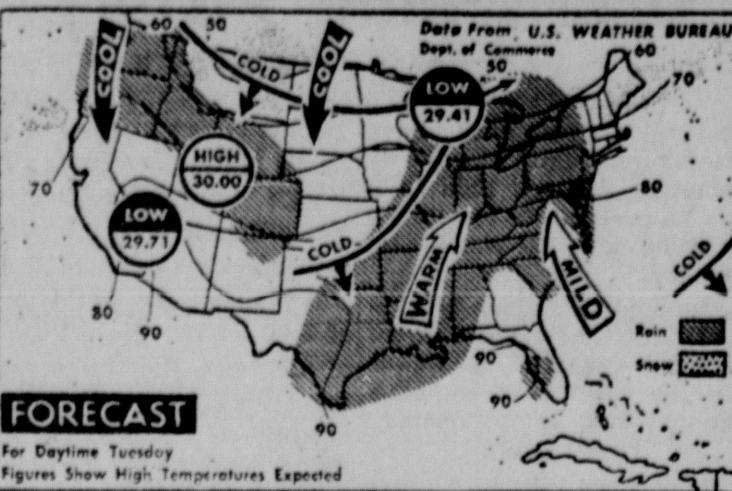 Data From U.S. WEATHER BUREAU
Dept. of Commerce
60 50
50 60
70
COOL
COLD
COOL
LOW
29.41
HIGH
30.00
70
80
LOW
29.71
COLD
WARM
MILD
COLD
80
90
Rain
Snow
90
90
90
FORECAST
For Daytime Tuesday
Figures Show High Temperatures Expected